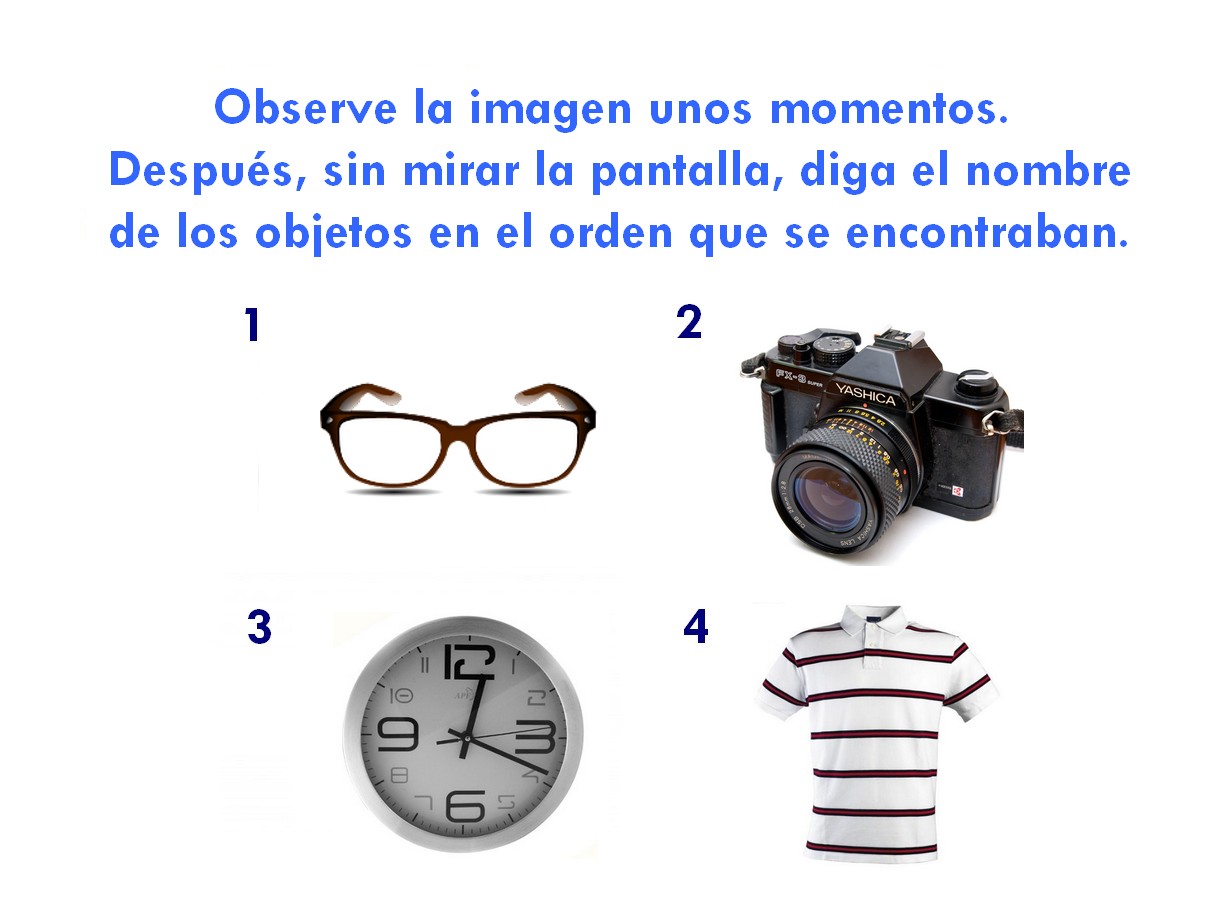 Observe la imagen unos momentos.
Después, sin mirar la pantalla, diga el nombre
de los objetos en el orden que se encontraban.
1
2
FX-3 SUPER
YASHICA
YASHICA LENS
3
12
11 1
10 2
9 3
8 4
7 5
6
4